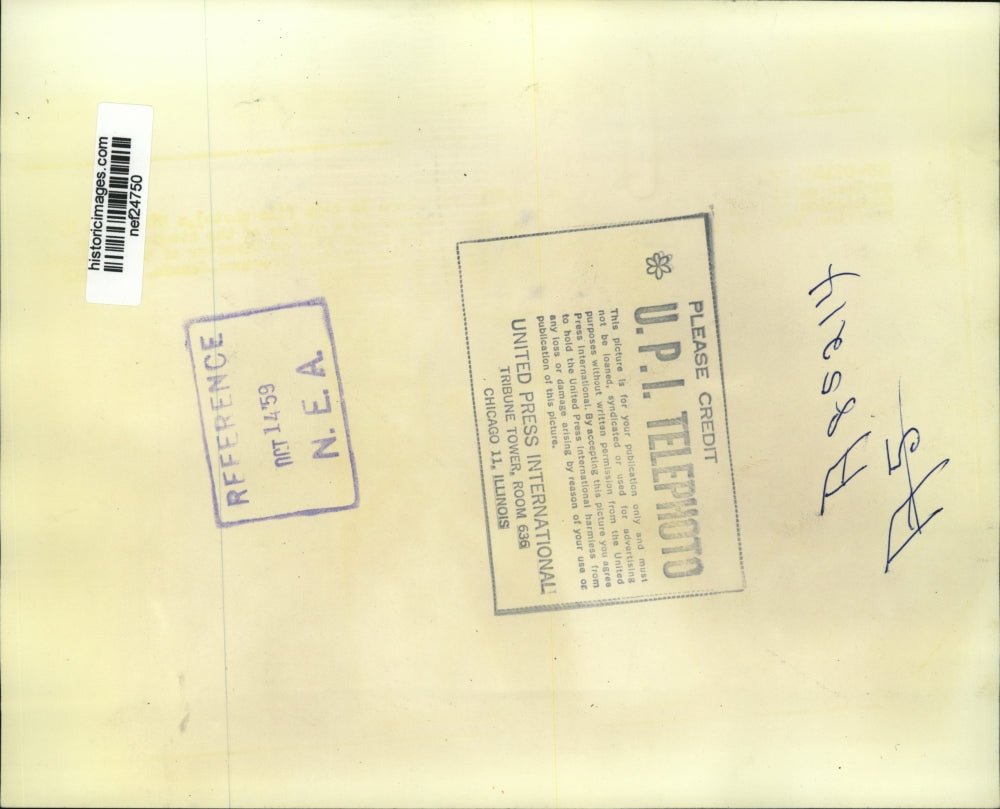 historicimages.com
nef24750
REFERENCE
1459
N. E. A.
PLEASE CREDIT
U. P. I. TELEPHOTO
This picture is for your publication only and must
not be loaned, syndicated or used for advertising
purposes without written permission from the United
Press International. By accepting this picture you agree
to hold the United Press International harmless from
any loss or damage arising by reason of your use or
publication of this picture.
UNITED PRESS INTERNATIONAL
TRIBUNE TOWER, ROOM 636
CHICAGO 11, ILLINOIS